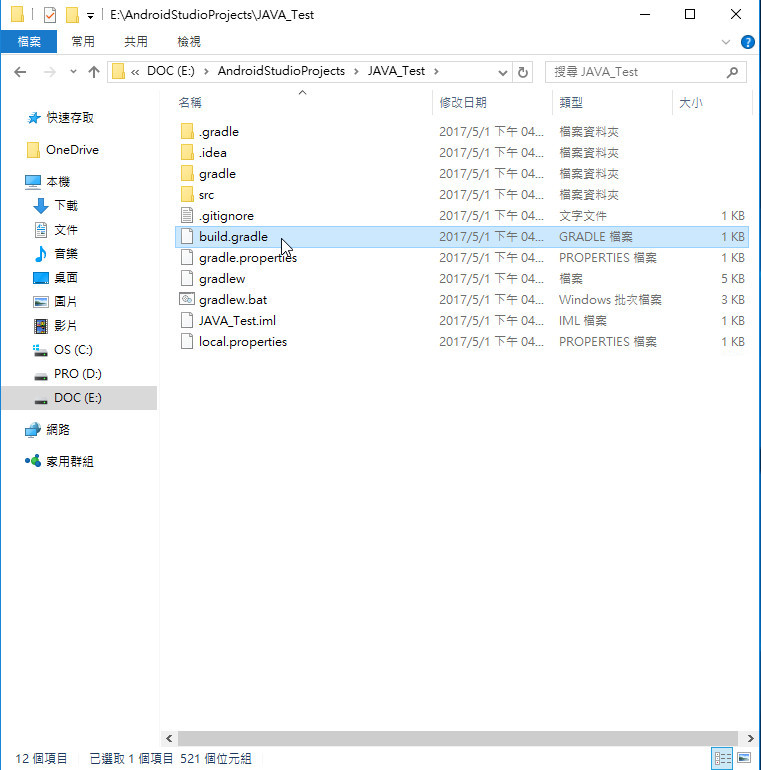 E:\AndroidStudioProjects\JAVA_Test
檔案 常用 共用 檢視
« DOC (E:) > AndroidStudioProjects > JAVA_Test > 搜尋 JAVA_Test
名稱 修改日期 類型 大小
快速存取
OneDrive
本機
下載
文件
音樂
桌面
圖片
影片
OS (C:)
PRO (D:)
DOC (E:)
網路
家用群組
.gradle 2017/5/1 下午 04... 檔案資料夾
.idea 2017/5/1 下午 04... 檔案資料夾
gradle 2017/5/1 下午 04... 檔案資料夾
src 2017/5/1 下午 04... 檔案資料夾
.gitignore 2017/5/1 下午 04... 文字文件 1 KB
build.gradle 2017/5/1 下午 04... GRADLE 檔案 1 KB
gradle.properties 2017/5/1 下午 04... PROPERTIES 檔案 1 KB
gradlew 2017/5/1 下午 04... 檔案 5 KB
gradlew.bat 2017/5/1 下午 04... Windows 批次檔案 3 KB
JAVA_Test.iml 2017/5/1 下午 04... IML 檔案 1 KB
local.properties 2017/5/1 下午 04... PROPERTIES 檔案 1 KB
12 個項目 已選取 1 個項目 521 個位元組